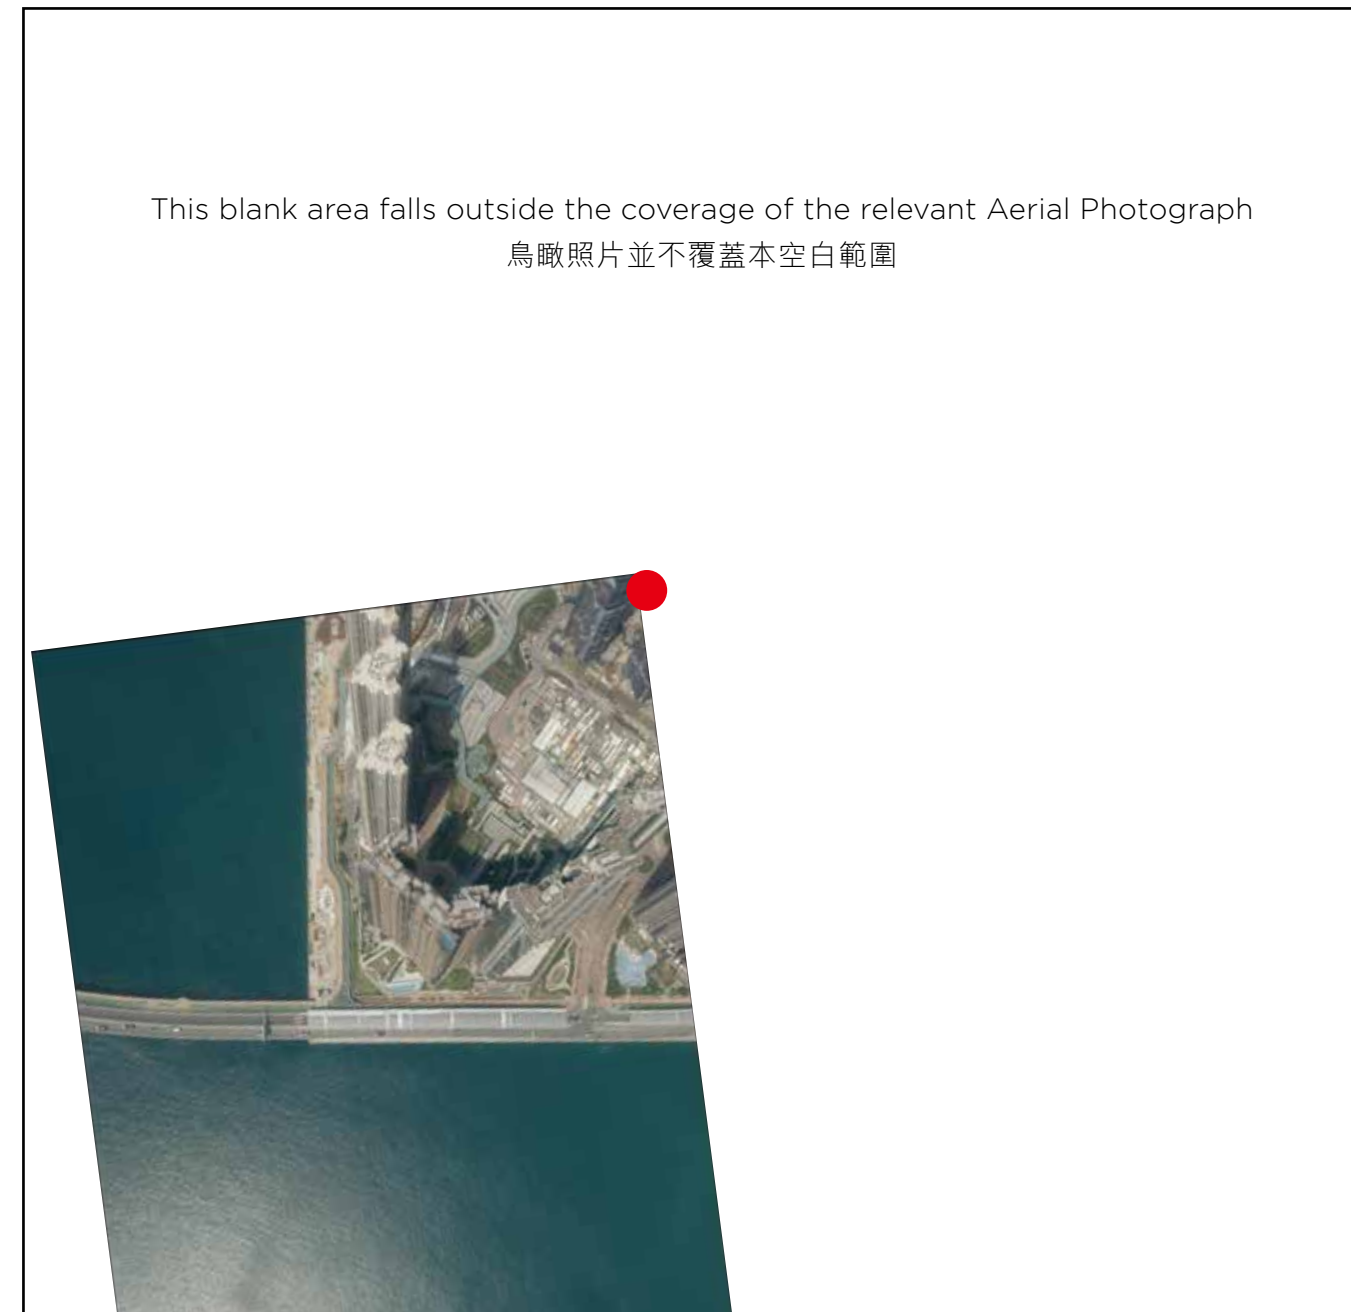 This blank area falls outside the coverage of the relevant Aerial Photograph
鳥瞰照片並不覆蓋本空白範圍